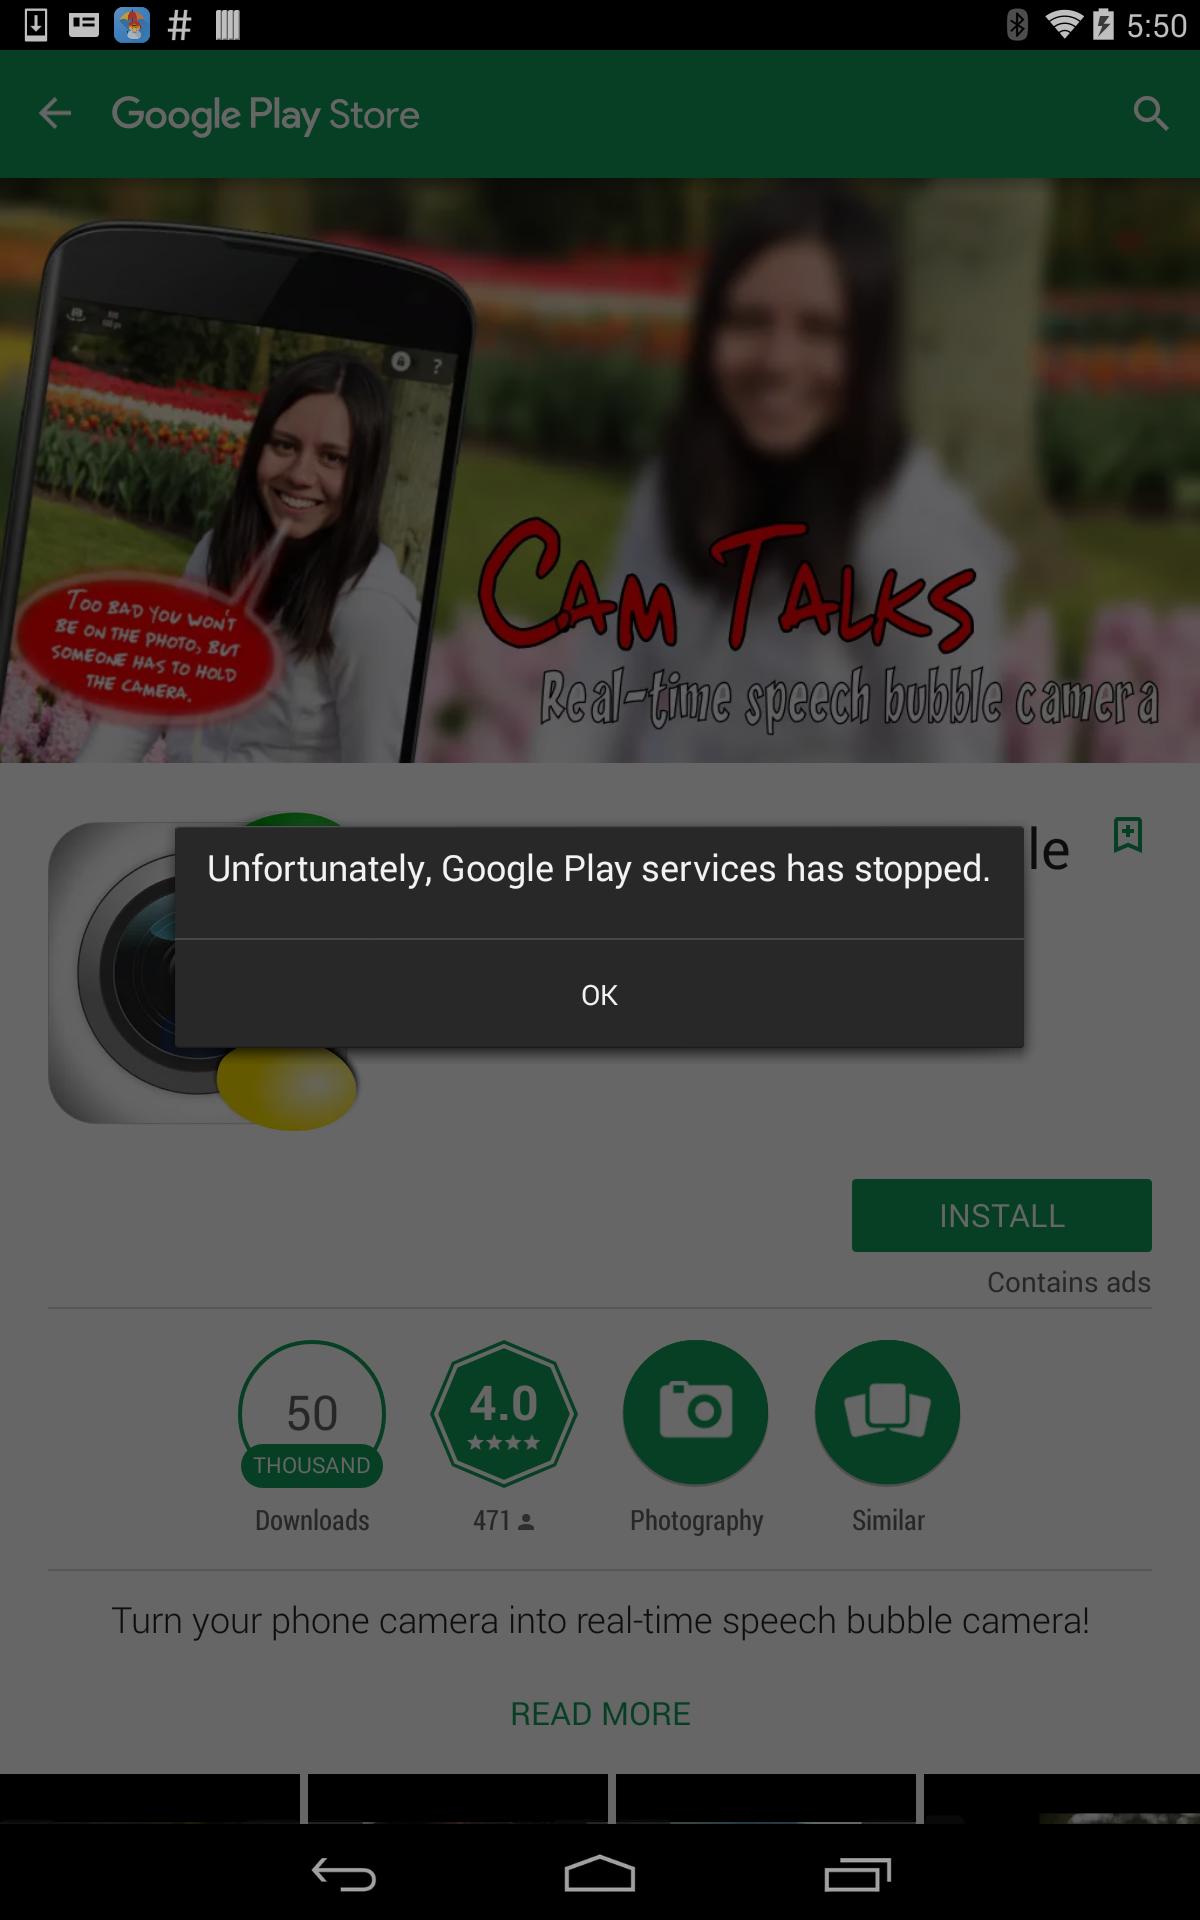 5:50
Google Play Store
TOO BAD YOU WON'T
BE ON THE PHOTO, BUT
SOMEONE HAS TO HOLD
THE CAMERA.
CAM TALKS
Real-time speech bubble camera
le
Unfortunately, Google Play services has stopped.
OK
INSTALL
Contains ads
50
THOUSAND
Downloads
4.0
471
Photography
Similar
Turn your phone camera into real-time speech bubble camera!
READ MORE